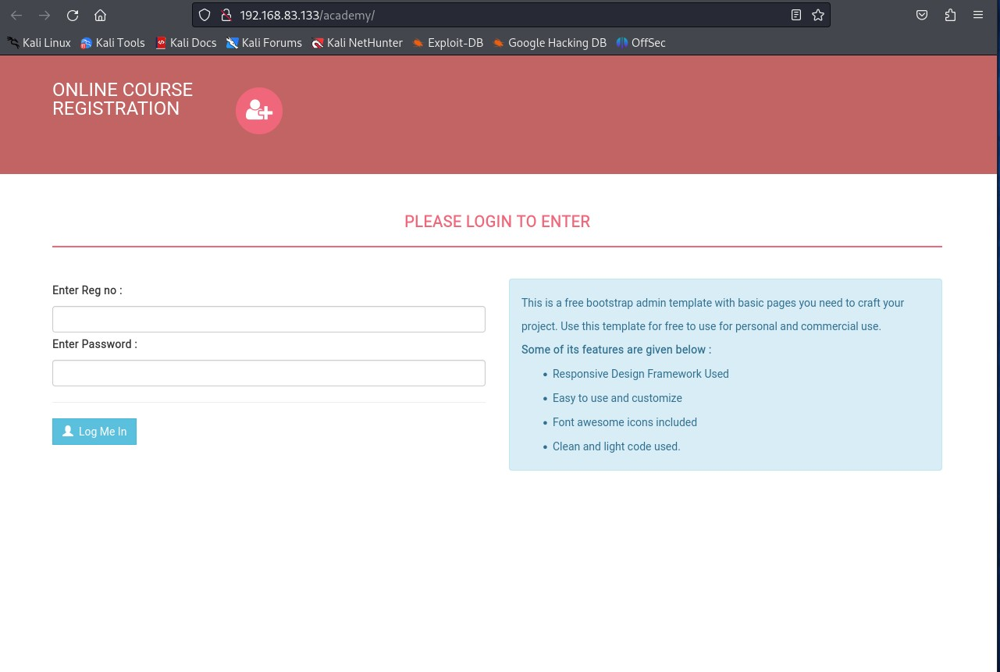 192.168.83.133/academy/
Kali Linux Kali Tools Kali Docs Kali Forums Kali NetHunter Exploit-DB Google Hacking DB OffSec
ONLINE COURSE
REGISTRATION
PLEASE LOGIN TO ENTER
Enter Reg no :
Enter Password :
Log Me In
This is a free bootstrap admin template with basic pages you need to craft your
project. Use this template for free to use for personal and commercial use.
Some of its features are given below :
Responsive Design Framework Used
Easy to use and customize
Font awesome icons included
Clean and light code used.